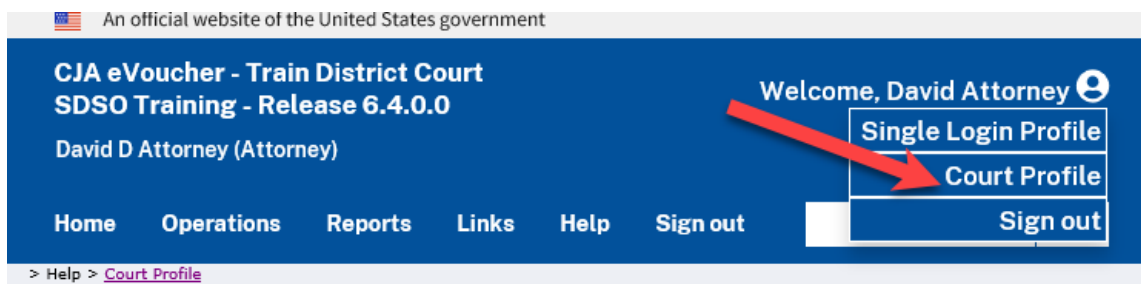 An official website of the United States government
CJA eVoucher - Train District Court
SDSO Training - Release 6.4.0.0
David D Attorney (Attorney)
Welcome, David Attorney
Single Login Profile
Court Profile
Sign out
Home Operations Reports Links Help Sign out
> Help > Court Profile